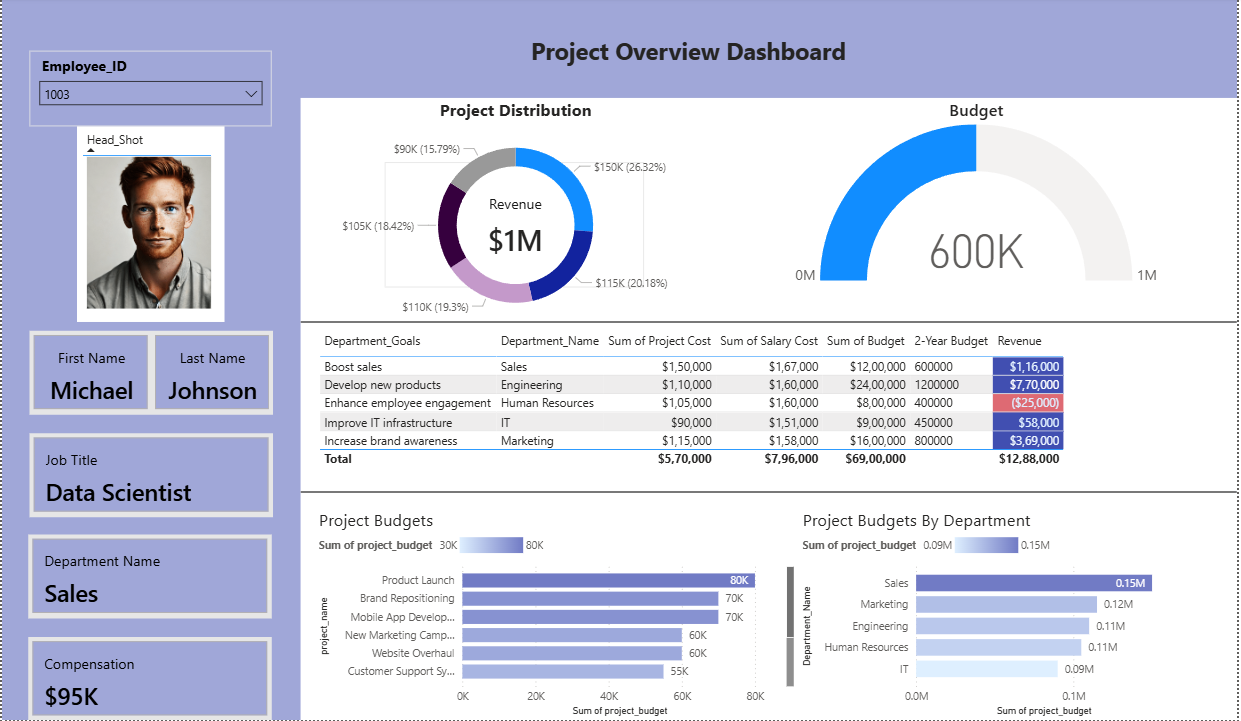 Project Overview Dashboard
Employee_ID
1003
Head_Shot
First Name
Michael
Last Name
Johnson
Job Title
Data Scientist
Department Name
Sales
Compensation
$95K
Project Distribution
$90K (15.79%)
$150K (26.32%)
$105K (18.42%)
$115K (20.18%)
$110K (19.3%)
Revenue
$1M
Budget
600K
0M
1M
Department_Goals Department_Name Sum of Project Cost Sum of Salary Cost Sum of Budget 2-Year Budget Revenue
Boost sales Sales $1,50,000 $1,67,000 $12,00,000 600000 $1,16,000
Develop new products Engineering $1,10,000 $1,60,000 $24,00,000 1200000 $7,70,000
Enhance employee engagement Human Resources $1,05,000 $1,60,000 $8,00,000 400000 ($25,000)
Improve IT infrastructure IT $90,000 $1,51,000 $9,00,000 450000 $58,000
Increase brand awareness Marketing $1,15,000 $1,58,000 $16,00,000 800000 $3,69,000
Total $5,70,000 $7,96,000 $69,00,000 $12,88,000
Project Budgets
Sum of project_budget 30K 80K
project_name
Product Launch 80K
Brand Repositioning 70K
Mobile App Develop... 70K
New Marketing Camp... 60K
Website Overhaul 60K
Customer Support Sy... 55K
0K 20K 40K 60K 80K
Sum of project_budget
Project Budgets By Department
Sum of project_budget 0.09M 0.15M
Department_Name
Sales 0.15M
Marketing 0.12M
Engineering 0.11M
Human Resources 0.11M
IT 0.09M
0.0M 0.1M
Sum of project_budget